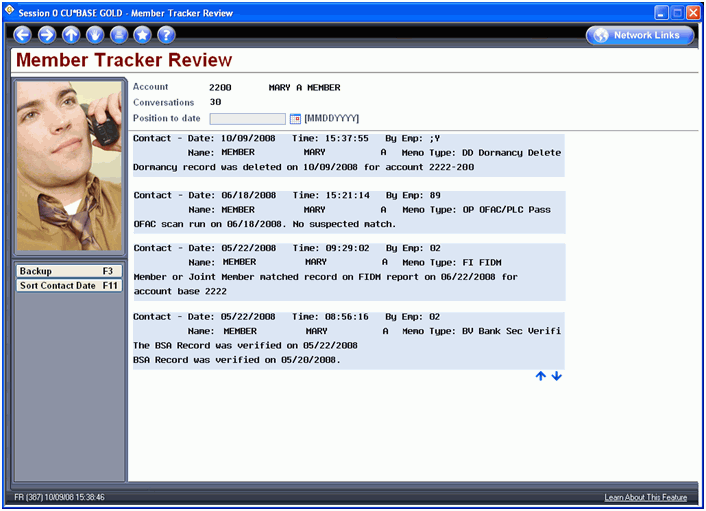 Session 0 CU*BASE GOLD - Member Tracker Review
Network Links
Member Tracker Review
Account 2200 MARY A MEMBER
Conversations 30
Position to date [MMDDYYYY]
Contact - Date: 10/09/2008 Time: 15:37:55 By Emp: ;Y
Name: MEMBER MARY A Memo Type: DD Dormancy Delete
Dormancy record was deleted on 10/09/2008 for account 2222-200
Contact - Date: 06/18/2008 Time: 15:21:14 By Emp: 89
Name: MEMBER MARY A Memo Type: OP OFAC/PLC Pass
OFAC scan run on 06/18/2008. No suspected match.
Contact - Date: 05/22/2008 Time: 09:29:02 By Emp: 02
Name: MEMBER MARY A Memo Type: FI FIDM
Member or Joint Member matched record on FIDM report on 06/22/2008 for
account base 2222
Contact - Date: 05/22/2008 Time: 08:56:16 By Emp: 02
Name: MEMBER MARY A Memo Type: BV Bank Sec Verifi
The BSA Record was verified on 05/22/2008
BSA Record was verified on 05/20/2008.
Backup F3
Sort Contact Date F11
FR (387) 10/09/08 15:38:46
Learn About This Feature